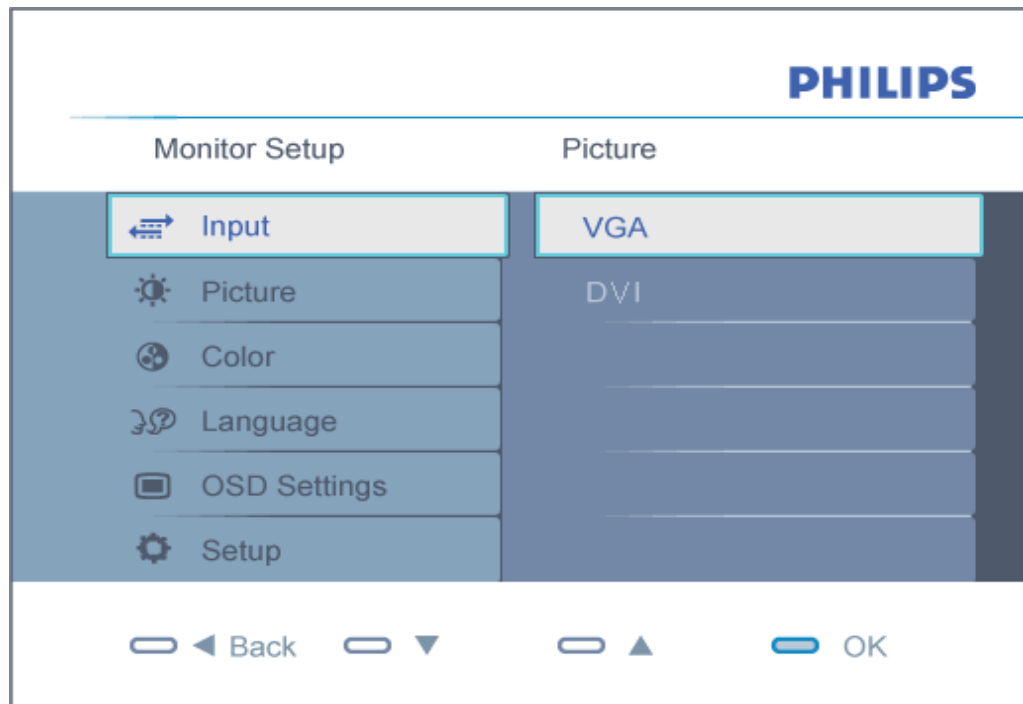 PHILIPS
Monitor Setup Picture
Input VGA
Picture DVI
Color
Language
OSD Settings
Setup
Back OK